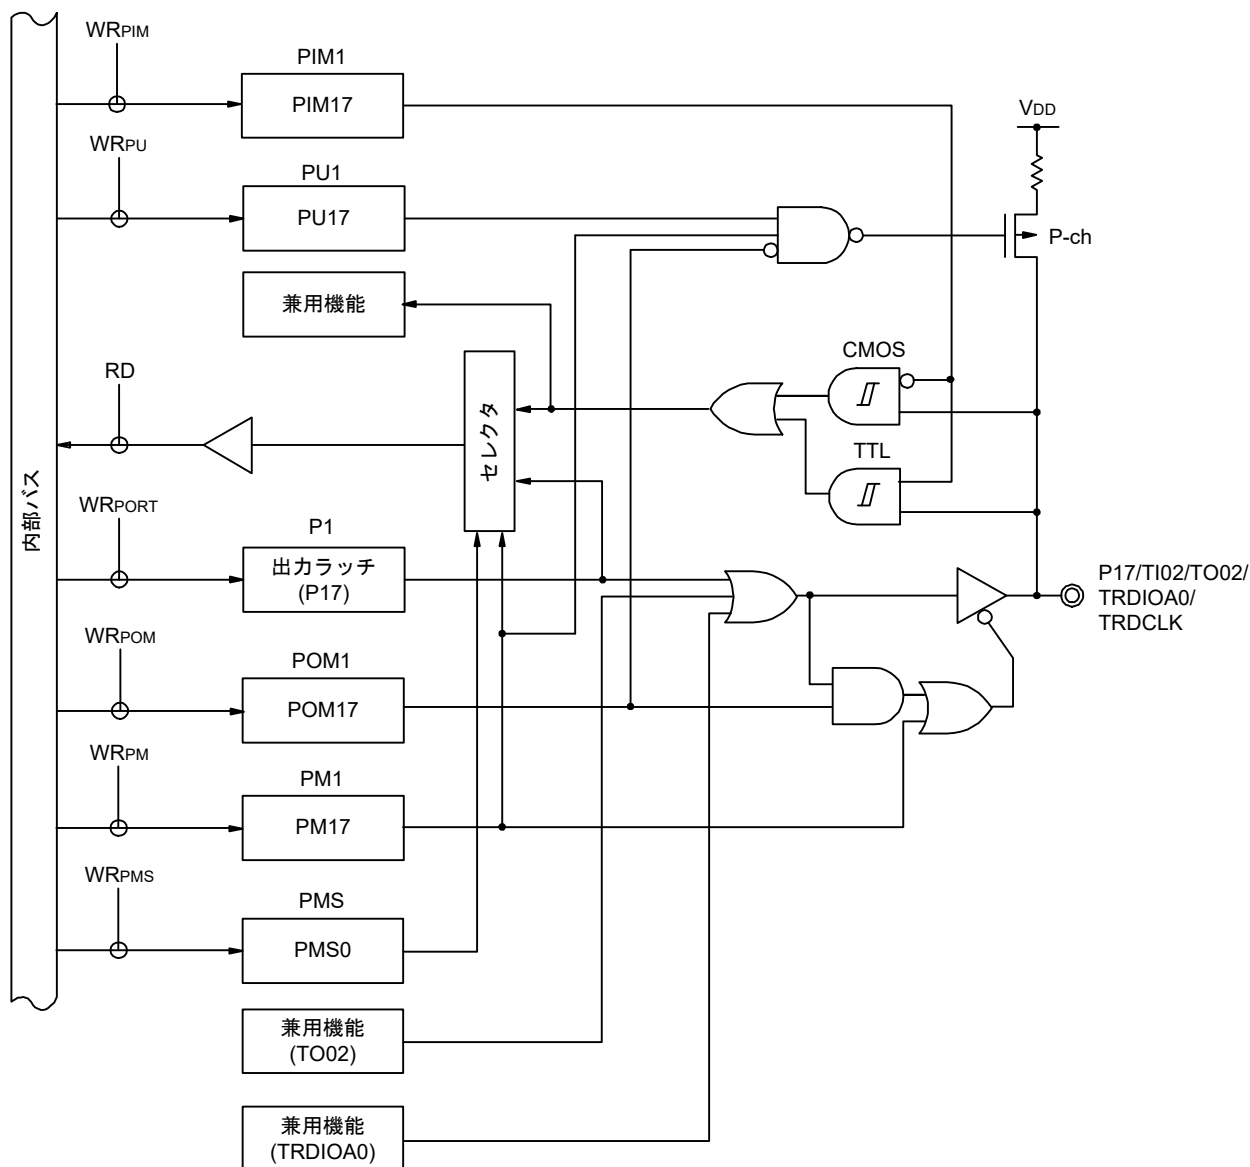 WRPIM
PIM1
PIM17
VDD
WRPU
PU1
PU17
P-ch
兼用機能
CMOS
RD
セレクタ
TTL
内部バス
WRPORT
P1
出力ラッチ
(P17)
P17/TI02/TO02/
TRDIOA0/
TRDCLK
WRPOM
POM1
POM17
WRPM
PM1
PM17
WRPMS
PMS
PMS0
兼用機能
(TO02)
兼用機能
(TRDIOA0)